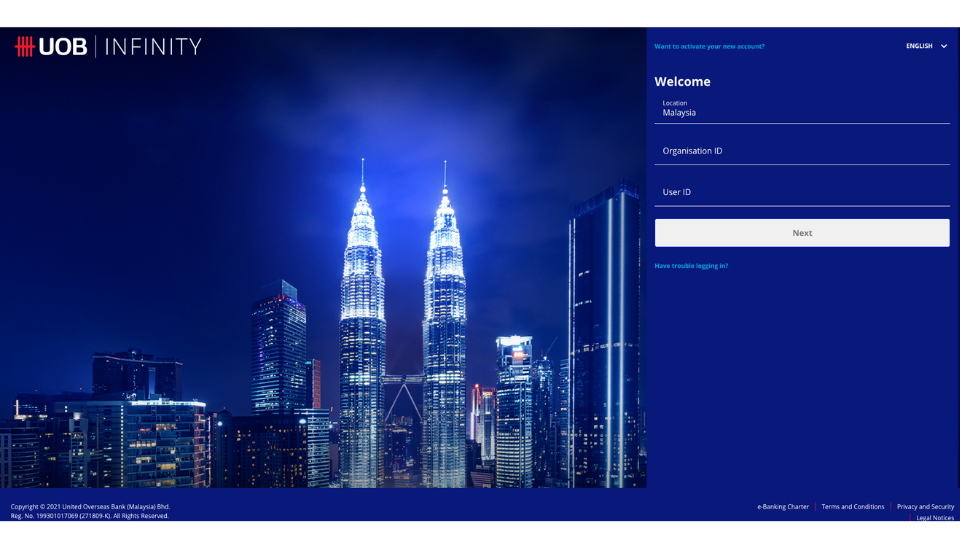 UOB INFINITY
Want to activate your new account?
ENGLISH
Welcome
Location
Malaysia
Organisation ID
User ID
Next
Have trouble logging in?
Copyright © 2021 United Overseas Bank (Malaysia) Bhd.
Reg. No. 199301017069 (271809-K). All Rights Reserved.
e-Banking Charter | Terms and Conditions | Privacy and Security
| Legal Notices